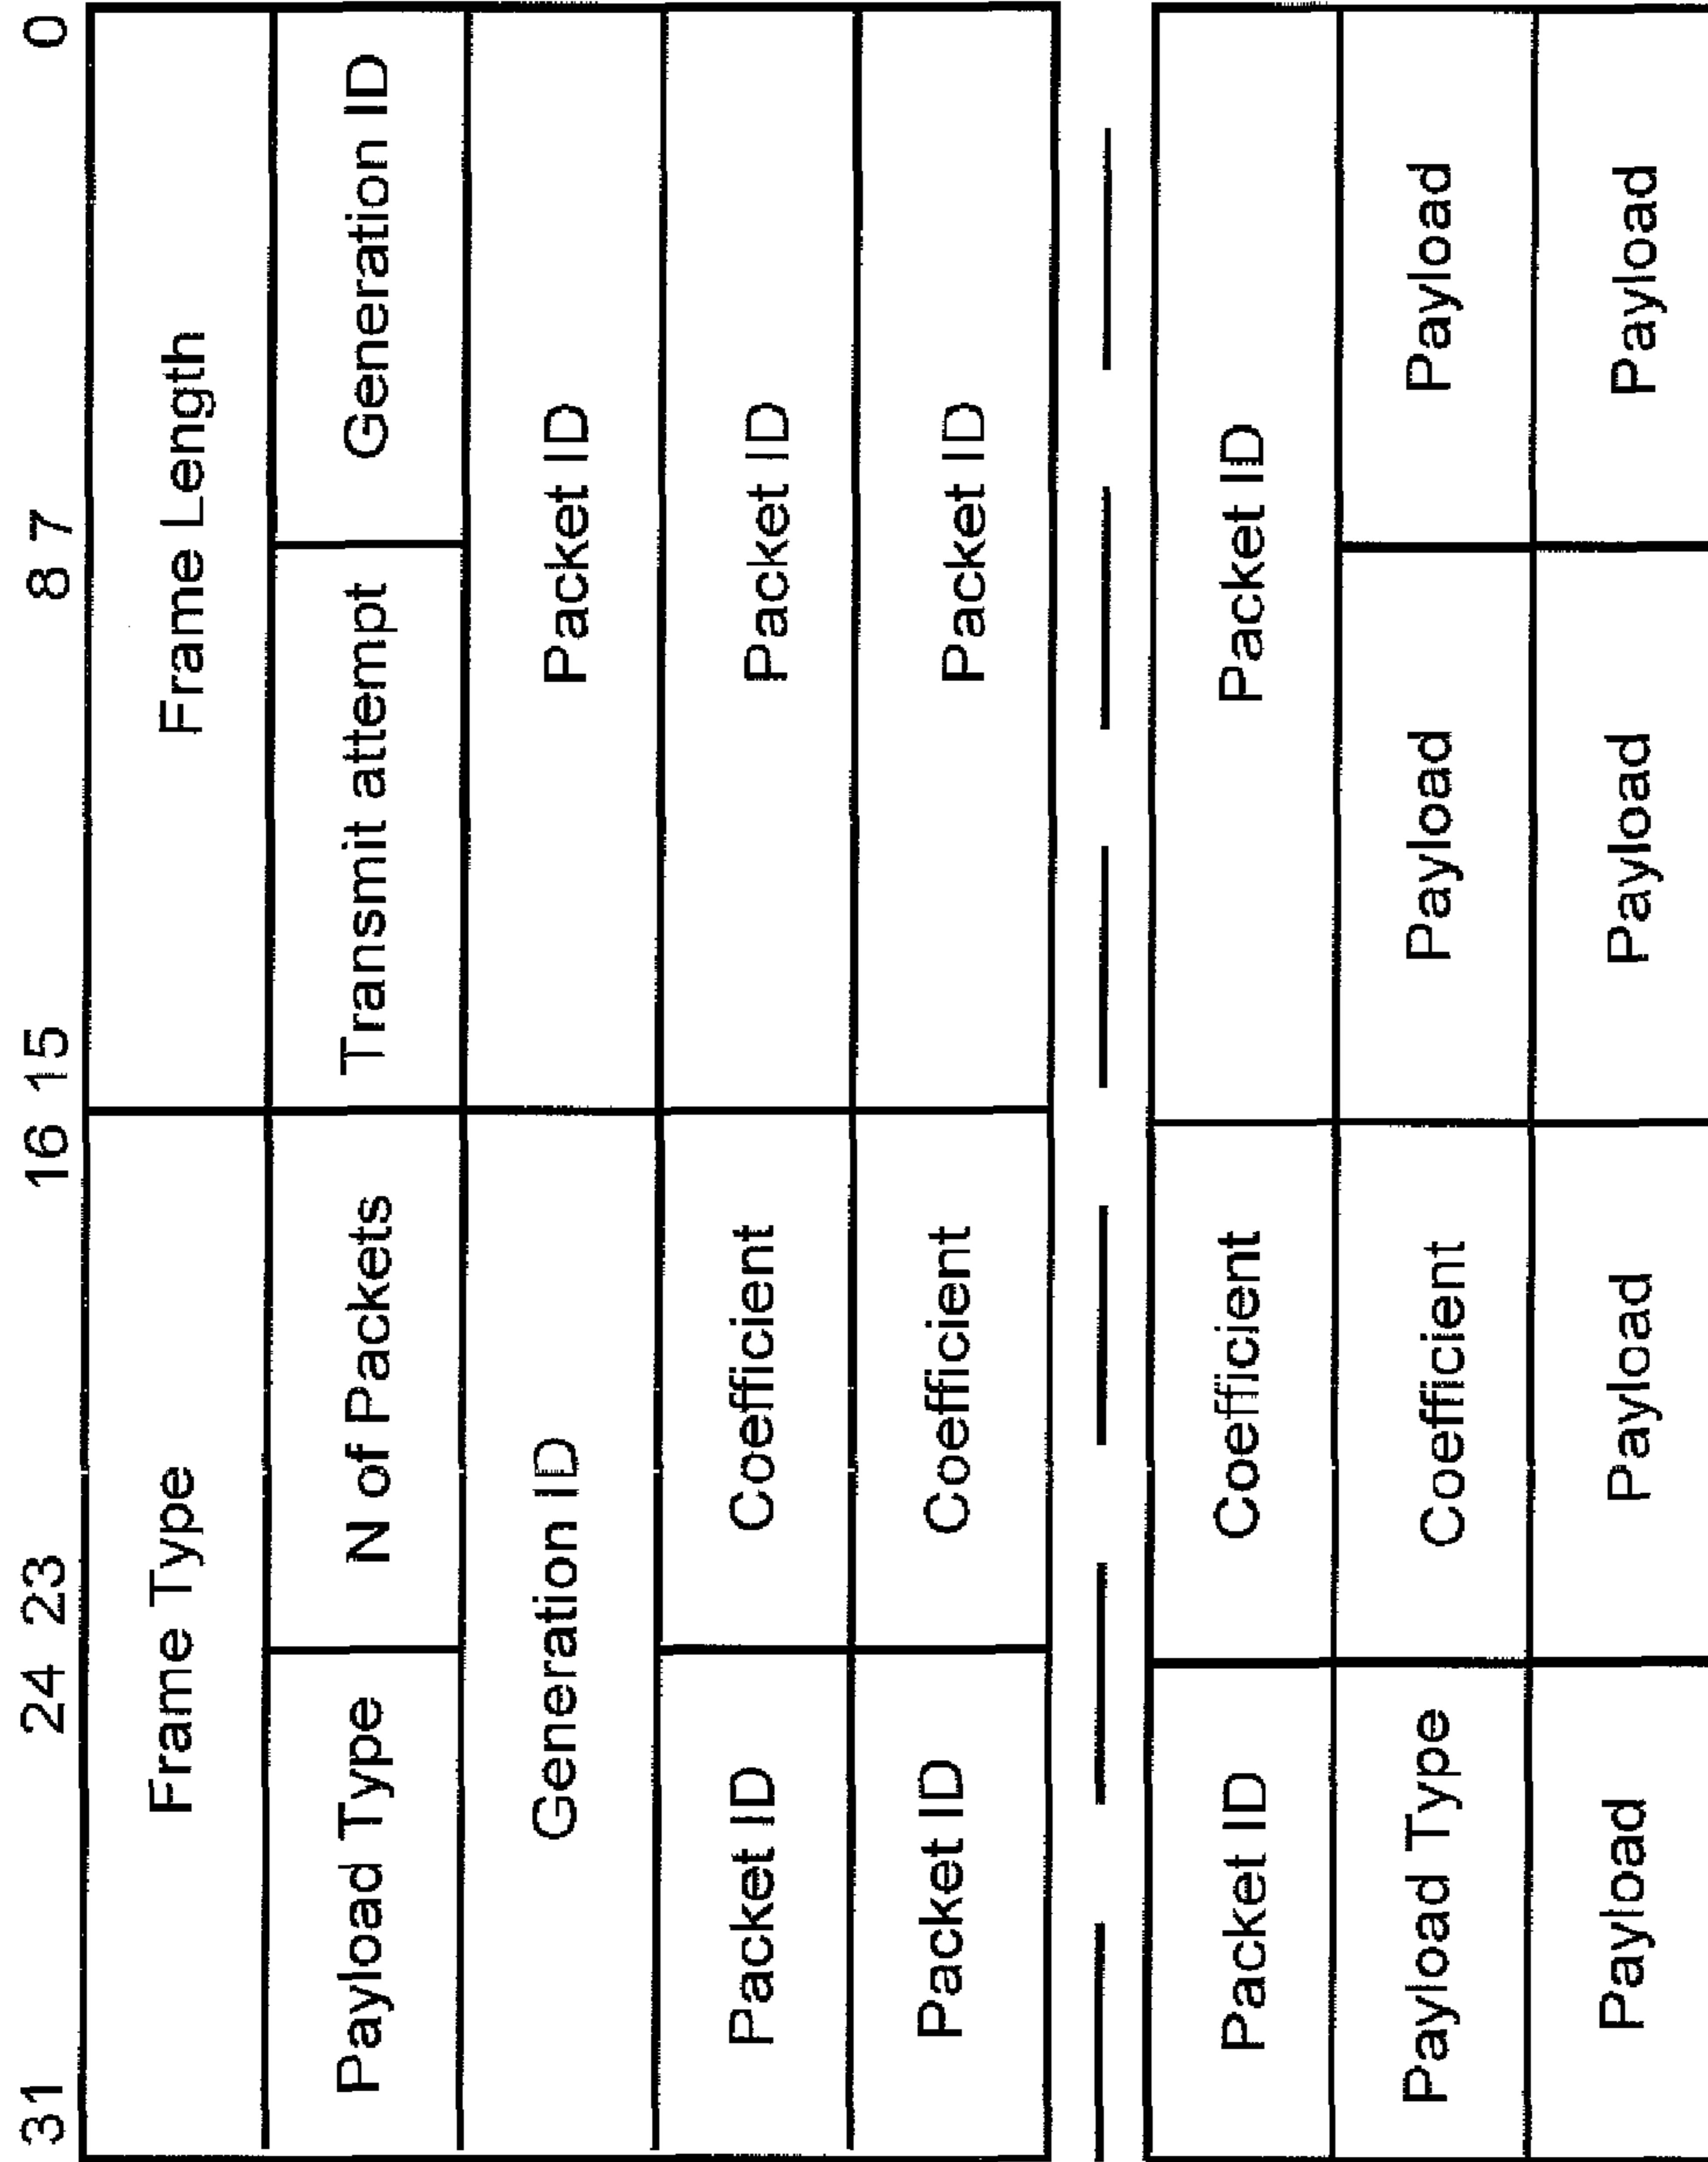 31 24 23 16 15 8 7 0
Frame Type Frame Length
Payload Type N of Packets Transmit attempt Generation ID
Generation ID Packet ID
Packet ID Coefficient Packet ID
Packet ID Coefficient Packet ID
Packet ID Coefficient Packet ID
Payload Type Coefficient Payload Payload
Payload Payload Payload Payload